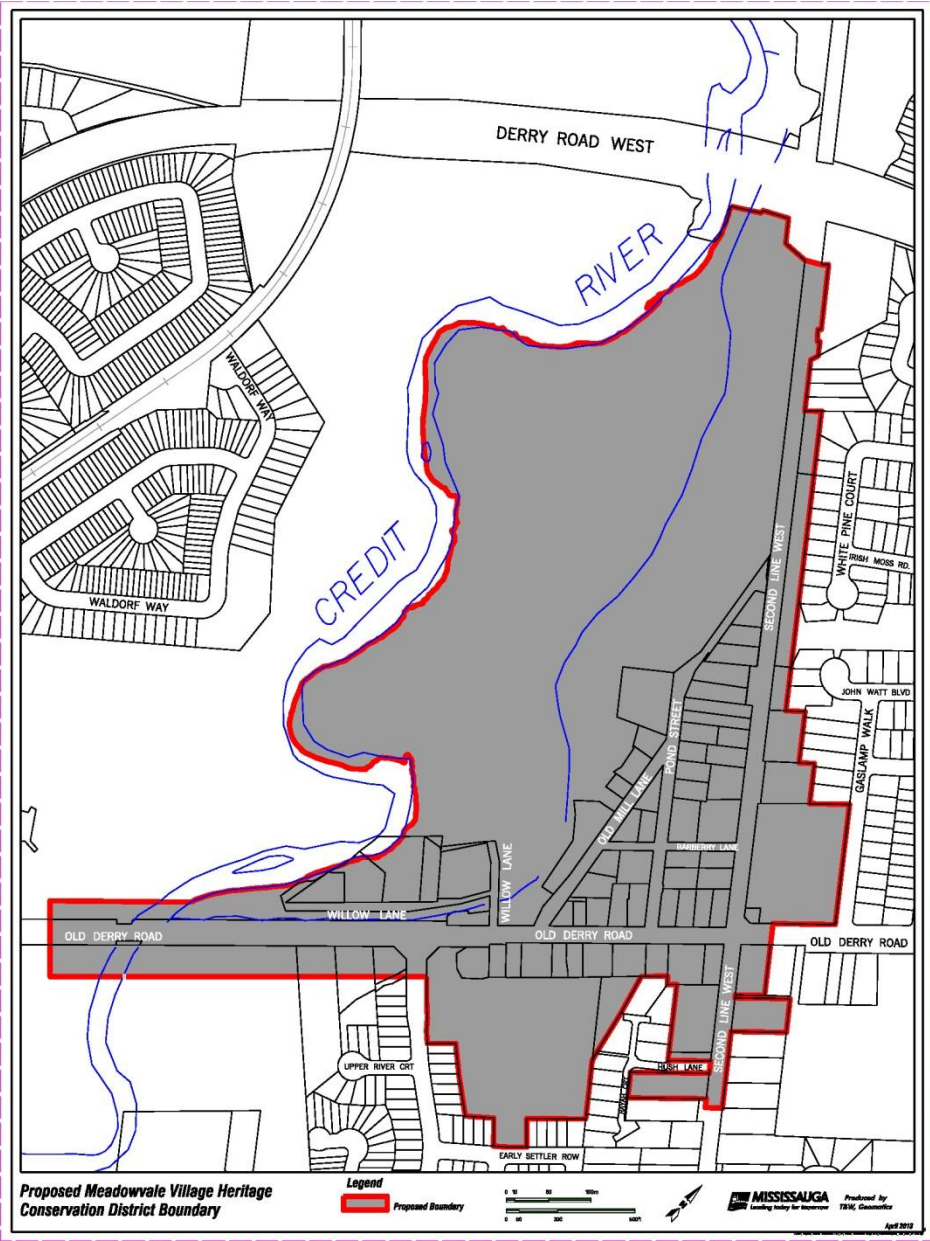 DERRY ROAD WEST
RIVER
CREDIT
WALDORF WAY
WALDORF WAY
WHITE PINE COURT
SECOND LINE WEST
IRISH MOSS RD.
JOHN WATT BLVD
GASLAMP WALK
POND STREET
OLD MILL LANE
BARBERRY LANE
WILLOW LANE
WILLOW LANE
OLD DERRY ROAD
OLD DERRY ROAD
OLD DERRY ROAD
SECOND LINE WEST
UPPER RIVER CRT
HUSH LANE
EARLY SETTLER ROW
Proposed Meadowvale Village Heritage
Conservation District Boundary
Legend
Proposed Boundary
MISSISSAUGA
Leading today for tomorrow
Produced by
T&W, Geomatics
April 2013